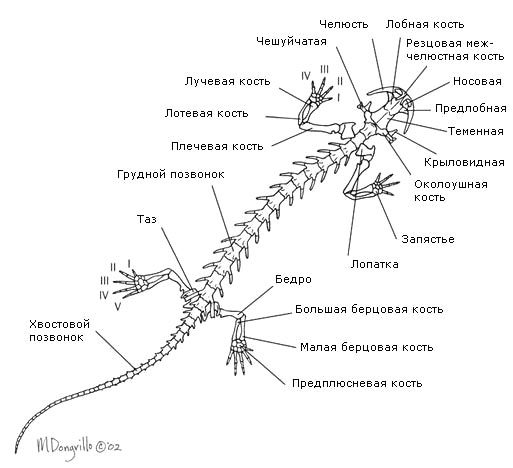 Челюсть
Лобная кость
Чешуйчатая
Резцовая меж-
челюстная кость
Лучевая кость
IV
III
II
I
Носовая
Лотевая кость
Предлобная
Теменная
Плечевая кость
Крыловидная
Грудной позвонок
Околоушная
кость
Таз
Запястье
Лопатка
I
II
III
IV
V
Бедро
Большая берцовая кость
Хвостовой
позвонок
Малая берцовая кость
Предплюсневая кость
MDongvillo ©'02